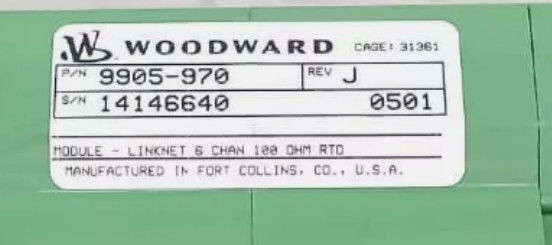 W WOODWARD CAGE: 31361
P/N 9905-970 REV J
S/N 14146640 0501
MODULE - LINKNET 6 CHAN 100 OHM RTD
MANUFACTURED IN FORT COLLINS, CO., U.S.A.